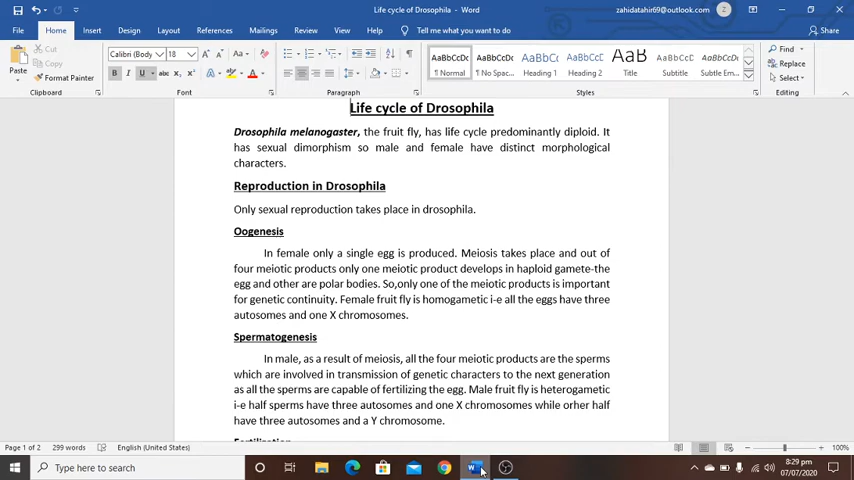 Life cycle of Drosophila - Word
zahidatahir69@outlook.com
Z
File Home Insert Draw Design Layout References Mailings Review View Help Tell me what you want to do Share
Cut
Copy
Format Painter
Paste
Calibri (Body) 18
B I U abc x₂ x²
AaBbCcDc AaBbCcDc AaBbC AaBbCcC AaB AaBbCcC AaBbCcDc
¶ Normal ¶ No Spac... Heading 1 Heading 2 Title Subtitle Subtle Em...
Find
Replace
Select
Clipboard Font Paragraph Styles Editing
Life cycle of Drosophila
Drosophila melanogaster, the fruit fly, has life cycle predominantly diploid. It
has sexual dimorphism so male and female have distinct morphological
characters.
Reproduction in Drosophila
Only sexual reproduction takes place in drosophila.
Oogenesis
In female only a single egg is produced. Meiosis takes place and out of
four meiotic products only one meiotic product develops in haploid gamete-the
egg and other are polar bodies. So,only one of the meiotic products is important
for genetic continuity. Female fruit fly is homogametic i-e all the eggs have three
autosomes and one X chromosomes.
Spermatogenesis
In male, as a result of meiosis, all the four meiotic products are the sperms
which are involved in transmission of genetic characters to the next generation
as all the sperms are capable of fertilizing the egg. Male fruit fly is heterogametic
i-e half sperms have three autosomes and one X chromosomes while orher half
have three autosomes and a Y chromosome.
Fertilization
Page 1 of 2 299 words English (United States) 100%
Type here to search
8:29 pm
07/07/2020